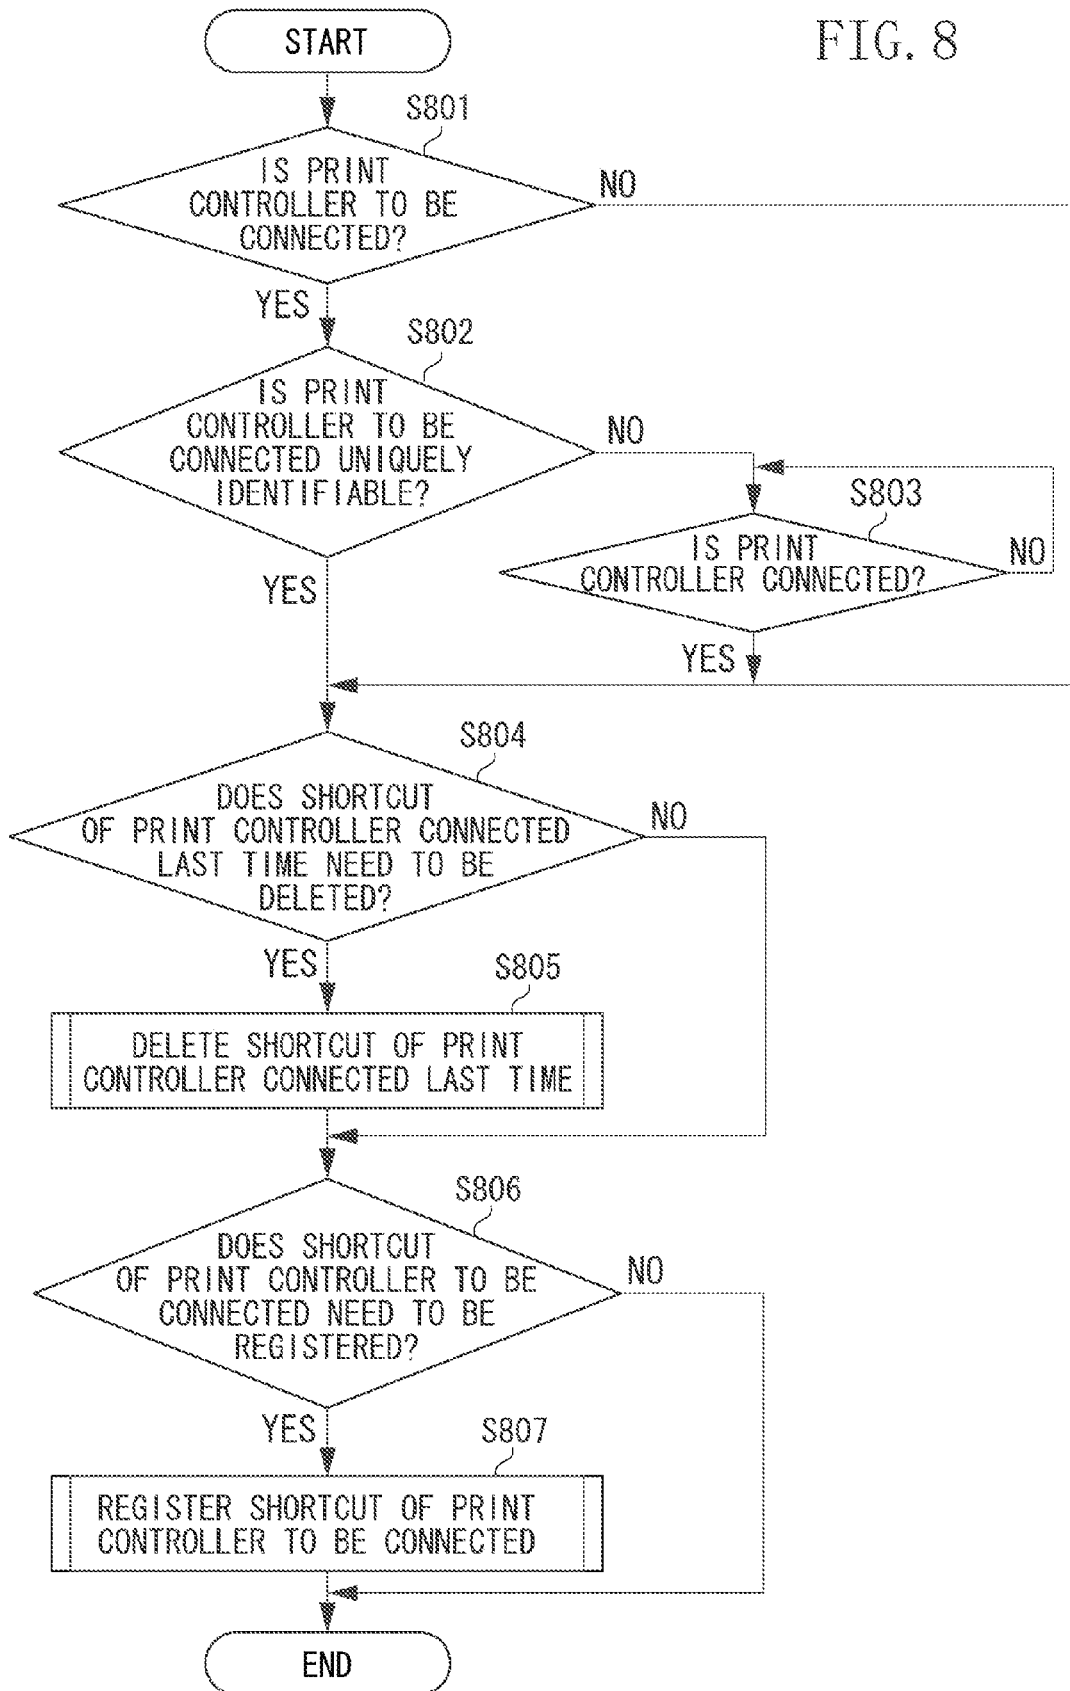 FIG. 8
START
S801
IS PRINT
CONTROLLER TO BE
CONNECTED?
NO
YES
S802
IS PRINT
CONTROLLER TO BE
CONNECTED UNIQUELY
IDENTIFIABLE?
NO
YES
S803
IS PRINT
CONTROLLER CONNECTED?
NO
YES
S804
DOES SHORTCUT
OF PRINT CONTROLLER CONNECTED
LAST TIME NEED TO BE
DELETED?
NO
YES
S805
DELETE SHORTCUT OF PRINT
CONTROLLER CONNECTED LAST TIME
S806
DOES SHORTCUT
OF PRINT CONTROLLER TO BE
CONNECTED NEED TO BE
REGISTERED?
NO
YES
S807
REGISTER SHORTCUT OF PRINT
CONTROLLER TO BE CONNECTED
END